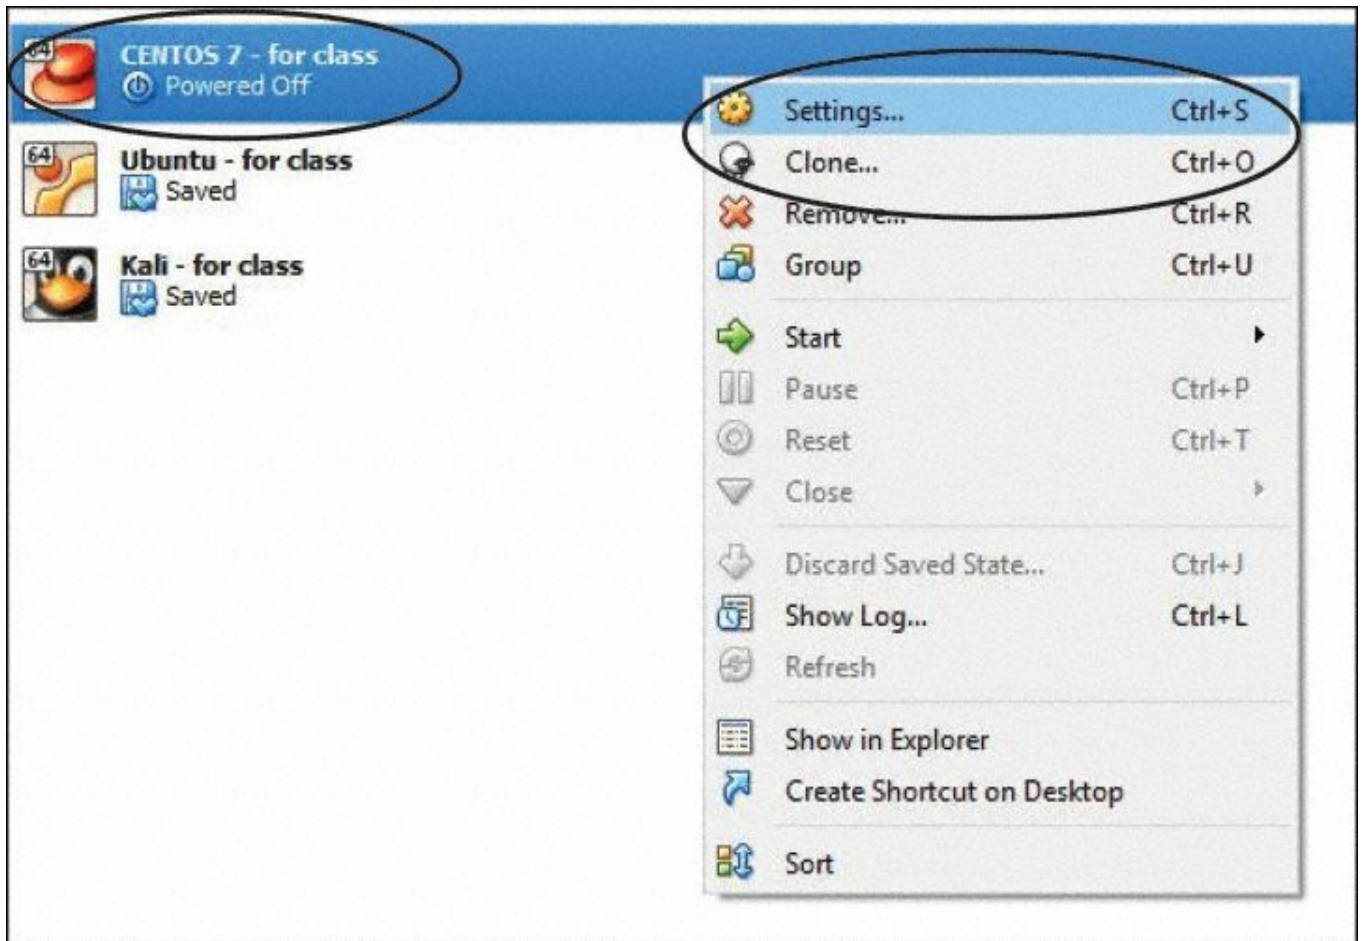 64
CENTOS 7 - for class
Powered Off
64
Ubuntu - for class
Saved
64
Kali - for class
Saved
Settings... Ctrl+S
Clone... Ctrl+O
Remove... Ctrl+R
Group Ctrl+U
Start
Pause Ctrl+P
Reset Ctrl+T
Close
Discard Saved State... Ctrl+J
Show Log... Ctrl+L
Refresh
Show in Explorer
Create Shortcut on Desktop
Sort